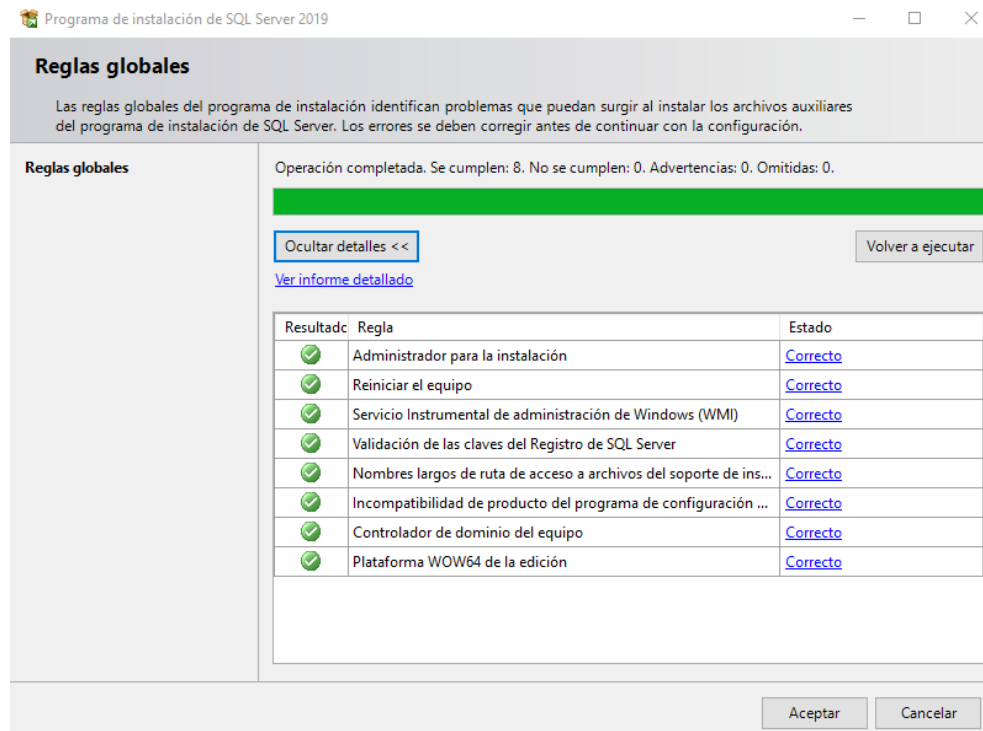 Programa de instalación de SQL Server 2019
Reglas globales
Las reglas globales del programa de instalación identifican problemas que puedan surgir al instalar los archivos auxiliares
del programa de instalación de SQL Server. Los errores se deben corregir antes de continuar con la configuración.
Reglas globales
Operación completada. Se cumplen: 8. No se cumplen: 0. Advertencias: 0. Omitidas: 0.
Ocultar detalles <<
Volver a ejecutar
Ver informe detallado
Resultadc Regla Estado
Administrador para la instalación Correcto
Reiniciar el equipo Correcto
Servicio Instrumental de administración de Windows (WMI) Correcto
Validación de las claves del Registro de SQL Server Correcto
Nombres largos de ruta de acceso a archivos del soporte de ins... Correcto
Incompatibilidad de producto del programa de configuración ... Correcto
Controlador de dominio del equipo Correcto
Plataforma WOW64 de la edición Correcto
Aceptar Cancelar